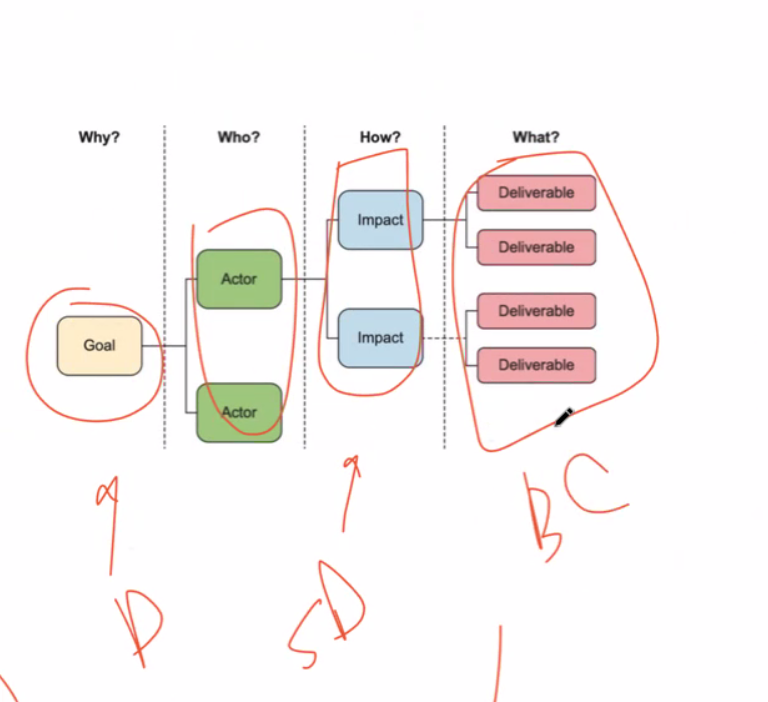 Why? Who? How? What?
Deliverable
Impact
Deliverable
Actor
Deliverable
Impact
Goal
Deliverable
Actor
BC
D
SD